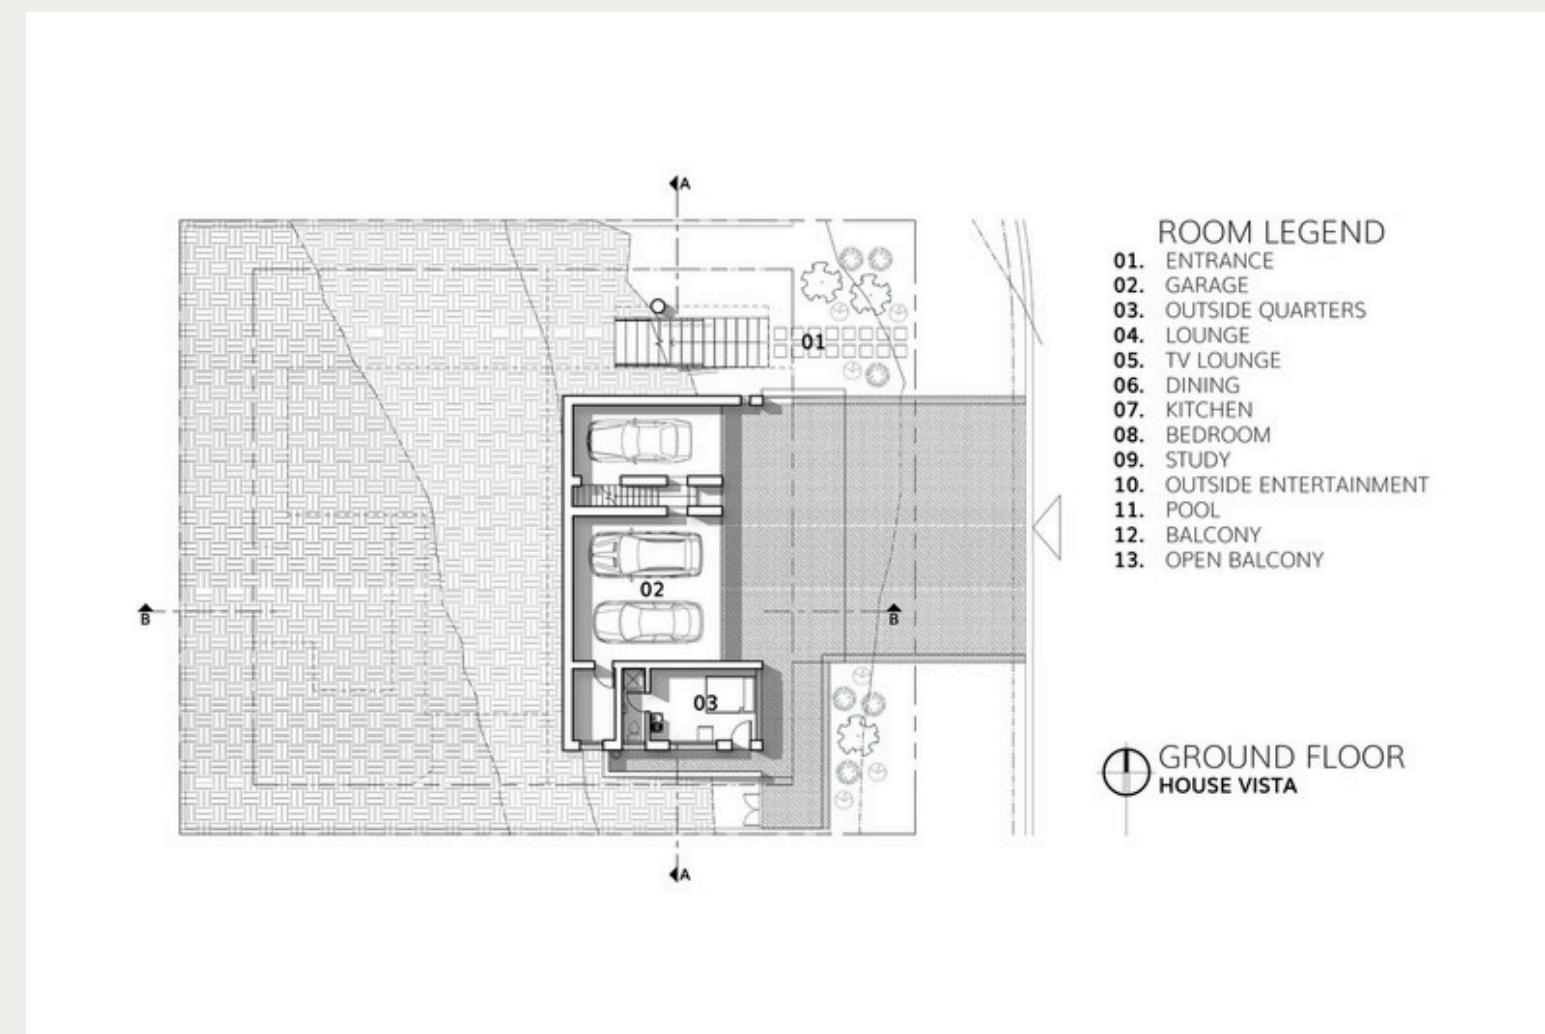 A
01
02
B
B
03
A
ROOM LEGEND
01. ENTRANCE
02. GARAGE
03. OUTSIDE QUARTERS
04. LOUNGE
05. TV LOUNGE
06. DINING
07. KITCHEN
08. BEDROOM
09. STUDY
10. OUTSIDE ENTERTAINMENT
11. POOL
12. BALCONY
13. OPEN BALCONY
GROUND FLOOR
HOUSE VISTA